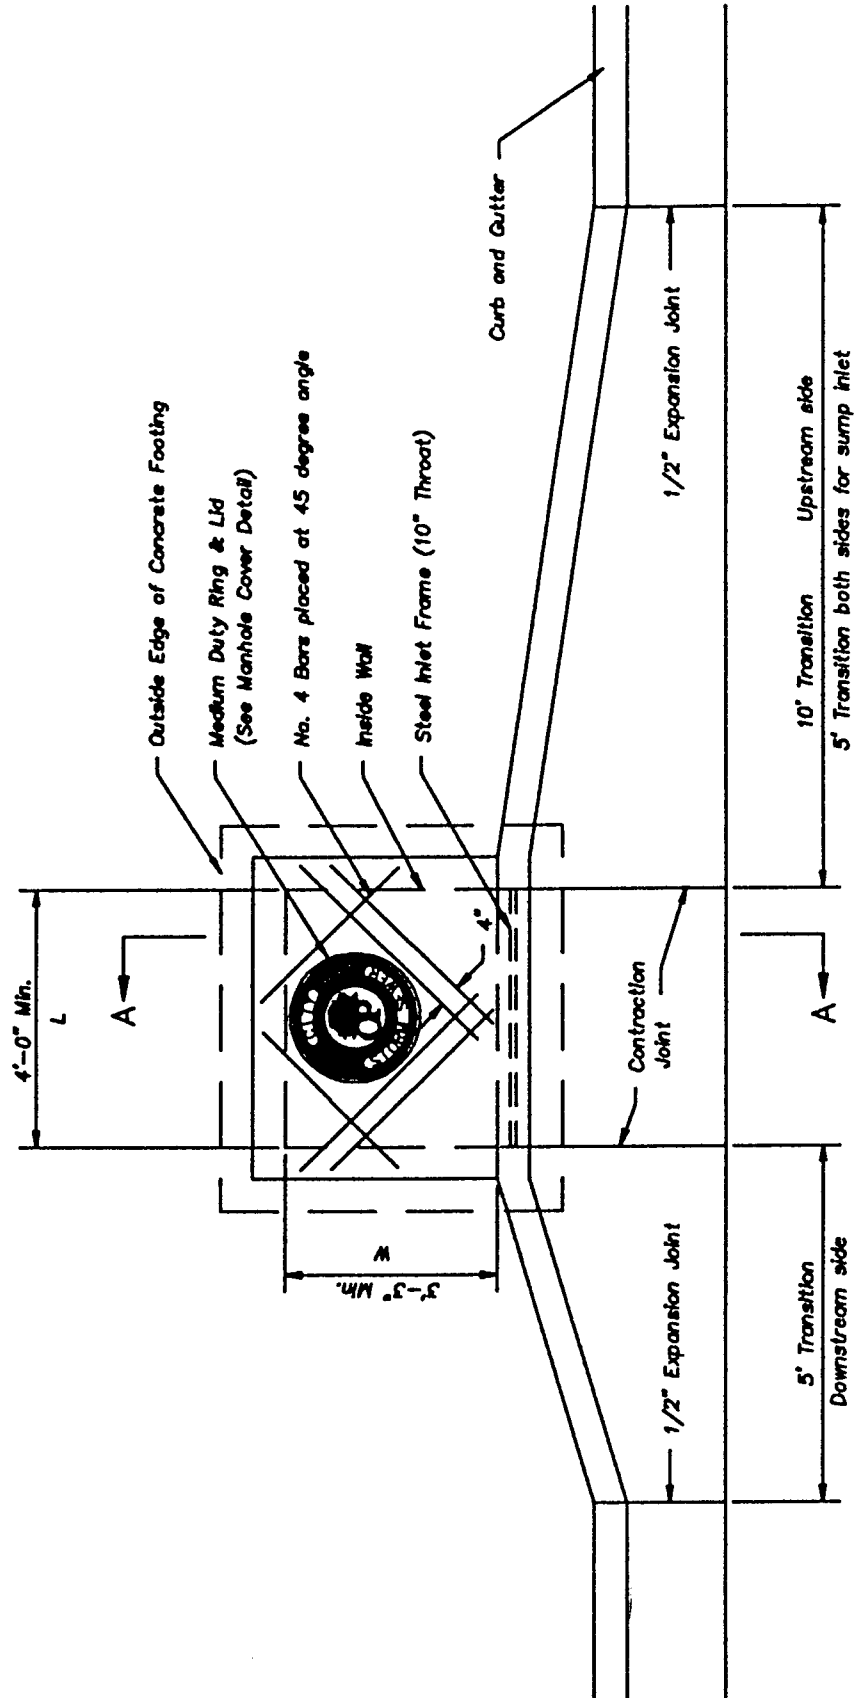 4'-0" Min.
L
A
Outside Edge of Concrete Footing
Medium Duty Ring & Lid
(See Manhole Cover Detail)
No. 4 Bars placed at 45 degree angle
Inside Wall
Steel Inlet Frame (10" Throat)
Curb and Gutter
4"
W
3'-3" Min.
OP
1/2" Expansion Joint
Contraction
Joint
1/2" Expansion Joint
5' Transition
Downstream side
A
10' Transition Upstream side
5' Transition both sides for sump inlet